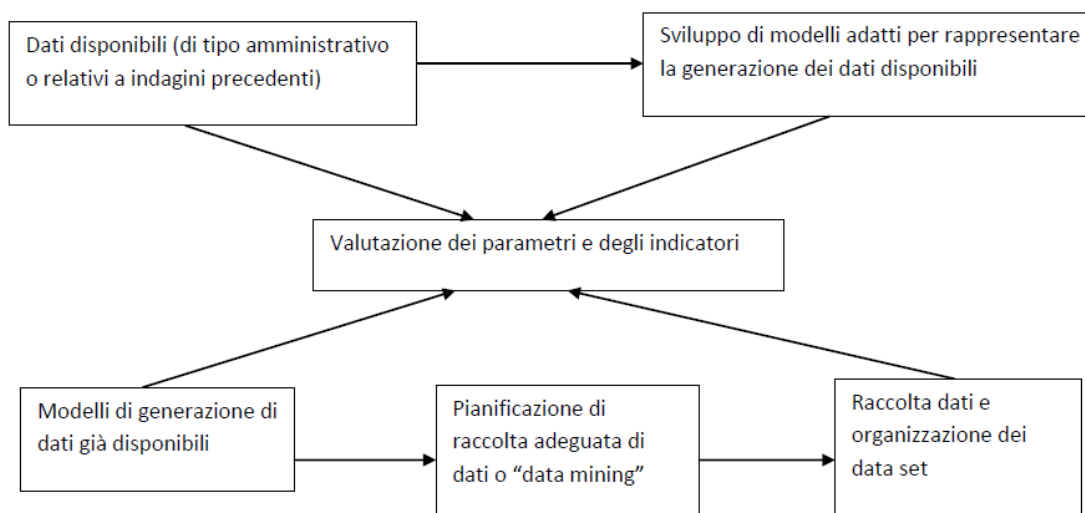 Dati disponibili (di tipo amministrativo
o relativi a indagini precedenti)
Sviluppo di modelli adatti per rappresentare
la generazione dei dati disponibili
Valutazione dei parametri e degli indicatori
Modelli di generazione di
dati già disponibili
Pianificazione di
raccolta adeguata di
dati o “data mining”
Raccolta dati e
organizzazione dei
data set